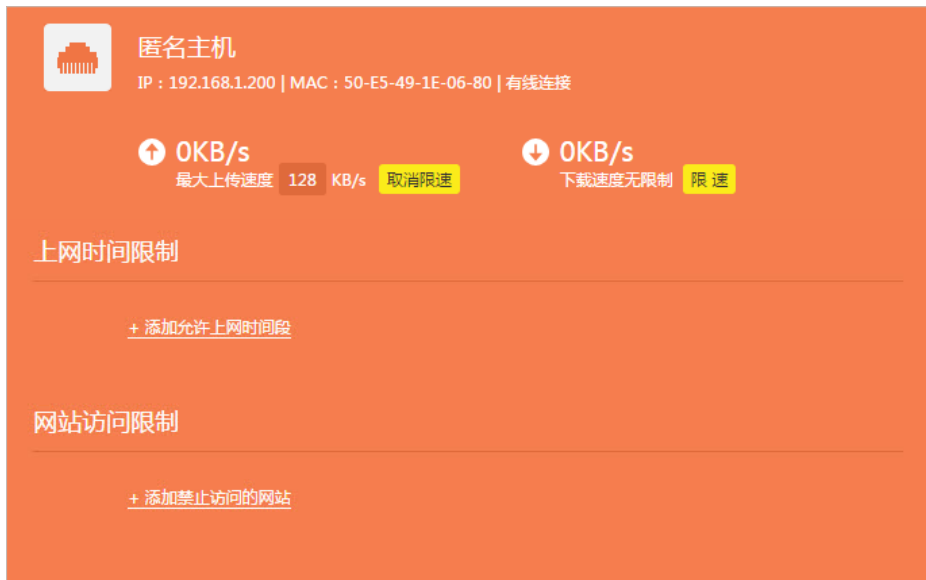 匿名主机
IP：192.168.1.200 | MAC：50-E5-49-1E-06-80 | 有线连接
0KB/s 0KB/s
最大上传速度 128 KB/s 取消限速 下载速度无限制 限 速
上网时间限制
+ 添加允许上网时间段
网站访问限制
+ 添加禁止访问的网站